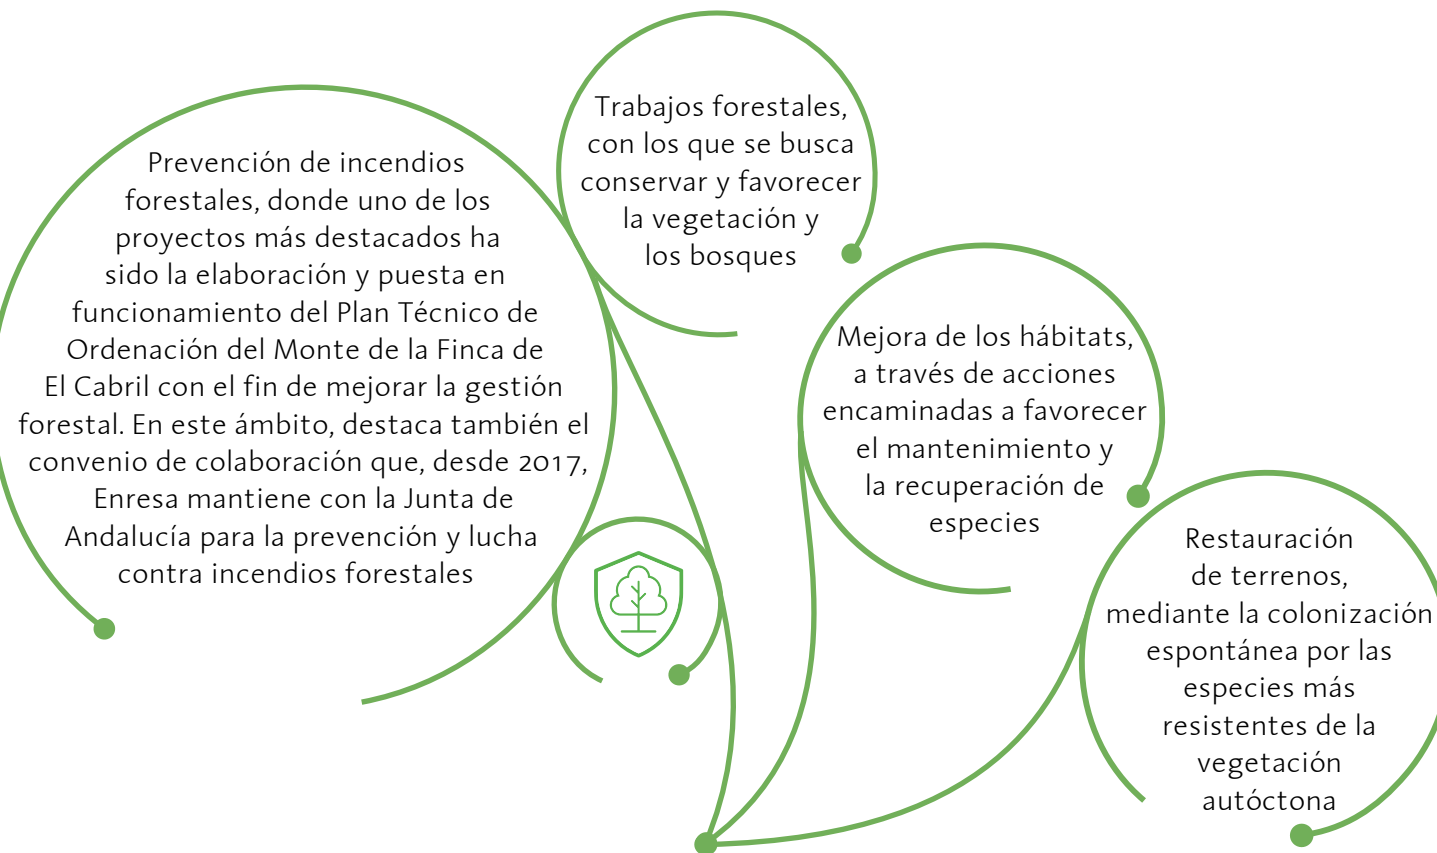 Prevención de incendios
forestales, donde uno de los
proyectos más destacados ha
sido la elaboración y puesta en
funcionamiento del Plan Técnico de
Ordenación del Monte de la Finca de
El Cabril con el fin de mejorar la gestión
forestal. En este ámbito, destaca también el
convenio de colaboración que, desde 2017,
Enresa mantiene con la Junta de
Andalucía para la prevención y lucha
contra incendios forestales
Trabajos forestales,
con los que se busca
conservar y favorecer
la vegetación y
los bosques
Mejora de los hábitats,
a través de acciones
encaminadas a favorecer
el mantenimiento y
la recuperación de
especies
Restauración
de terrenos,
mediante la colonización
espontánea por las
especies más
resistentes de la
vegetación
autóctona